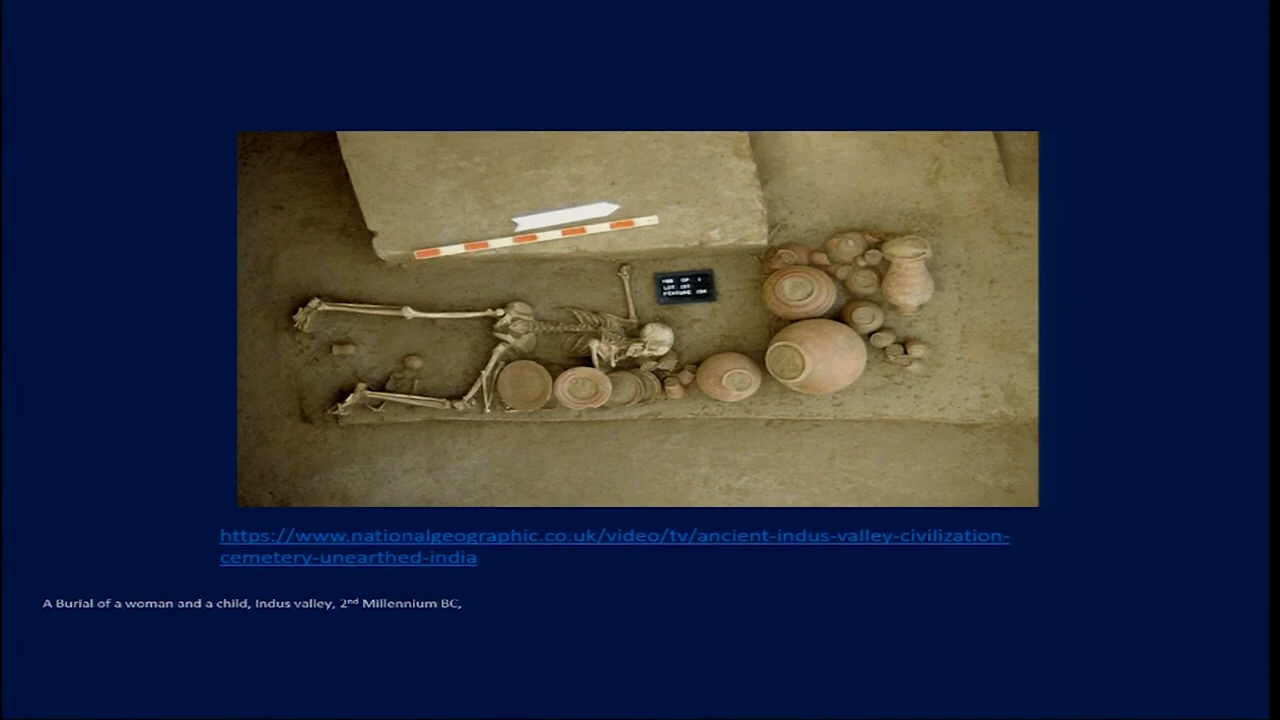 https://www.nationalgeographic.co.uk/video/tv/ancient-indus-valley-civilization-
cemetery-unearthed-india
A Burial of a woman and a child, Indus valley, 2nd Millennium BC,